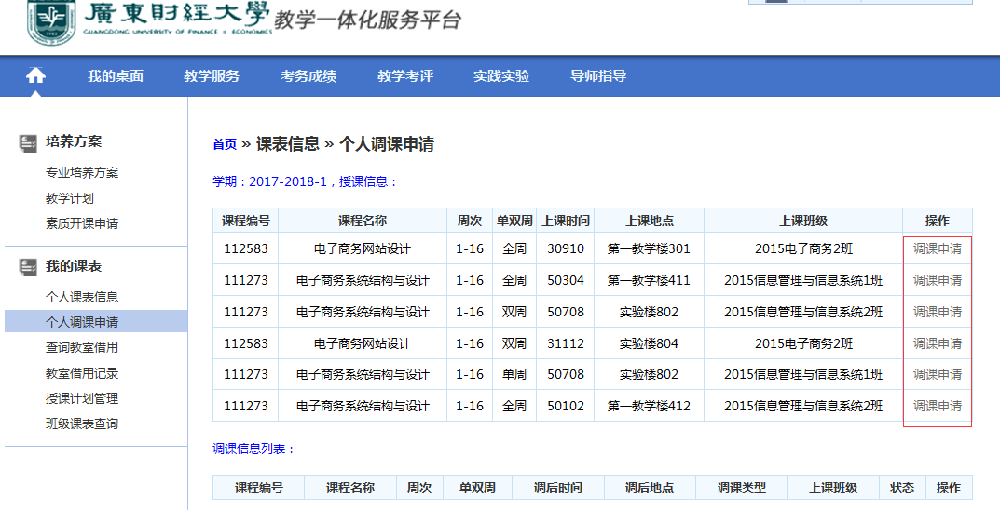 廣東財經大學
GUANGDONG UNIVERSITY OF FINANCE & ECONOMICS
教学一体化服务平台
我的桌面 教学服务 考务成绩 教学考评 实践实验 导师指导
培养方案
专业培养方案
教学计划
素质开课申请
我的课表
个人课表信息
个人调课申请
查询教室借用
教室借用记录
授课计划管理
班级课表查询
首页 » 课表信息 » 个人调课申请
学期：2017-2018-1，授课信息：
课程编号 课程名称 周次 单双周 上课时间 上课地点 上课班级 操作
112583 电子商务网站设计 1-16 全周 30910 第一教学楼301 2015电子商务2班 调课申请
111273 电子商务系统结构与设计 1-16 全周 50304 第一教学楼411 2015信息管理与信息系统1班 调课申请
111273 电子商务系统结构与设计 1-16 双周 50708 实验楼802 2015信息管理与信息系统2班 调课申请
112583 电子商务网站设计 1-16 双周 31112 实验楼804 2015电子商务2班 调课申请
111273 电子商务系统结构与设计 1-16 单周 50708 实验楼802 2015信息管理与信息系统1班 调课申请
111273 电子商务系统结构与设计 1-16 全周 50102 第一教学楼412 2015信息管理与信息系统2班 调课申请
调课信息列表：
课程编号 课程名称 周次 单双周 调后时间 调后地点 调课类型 上课班级 状态 操作